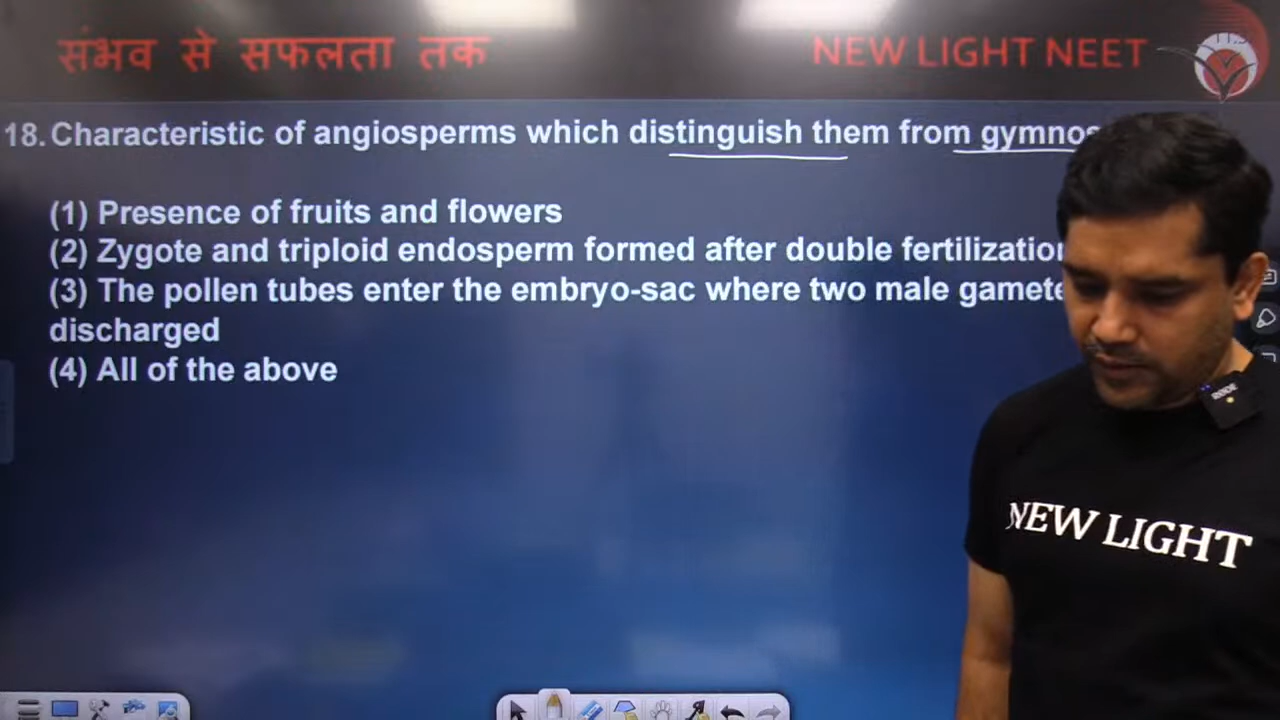 संभव से सफलता तक
NEW LIGHT NEET
18. Characteristic of angiosperms which distinguish them from
(1) Presence of fruits and flowers
(2) Zygote and triploid endosperm formed after double
(3) The pollen tubes enter the embryo-sac where two male
discharged
(4) All of the above
NEW LIGHT